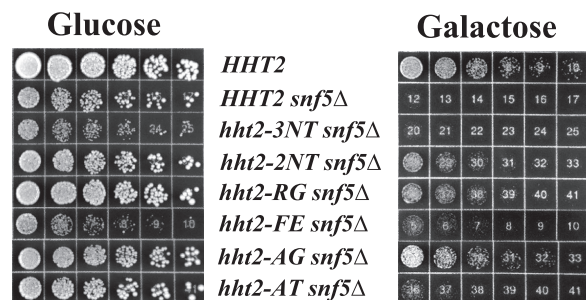 Glucose Galactose
HHT2
HHT2 snf5Δ
12 13 14 15 16 17
hht2-3NT snf5Δ
20 21 22 23 24 25
hht2-2NT snf5Δ
30 31 32 33
hht2-RG snf5Δ
38 39 40 41
hht2-FE snf5Δ
8 9 10 5 6 7 8 9 10
hht2-AG snf5Δ
31 32 33
hht2-AT snf5Δ
36 37 38 39 40 41